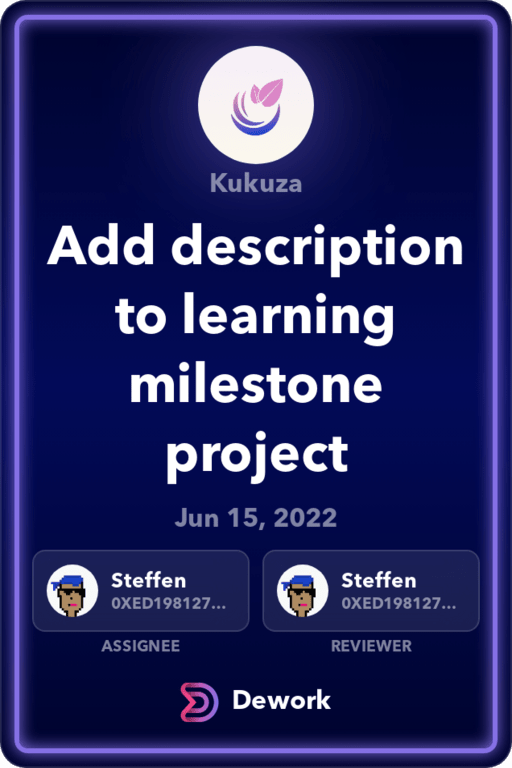 Kukuza
Add description
to learning
milestone
project
Jun 15, 2022
Steffen
0XED198127...
ASSIGNEE
Steffen
0XED198127...
REVIEWER
Dework